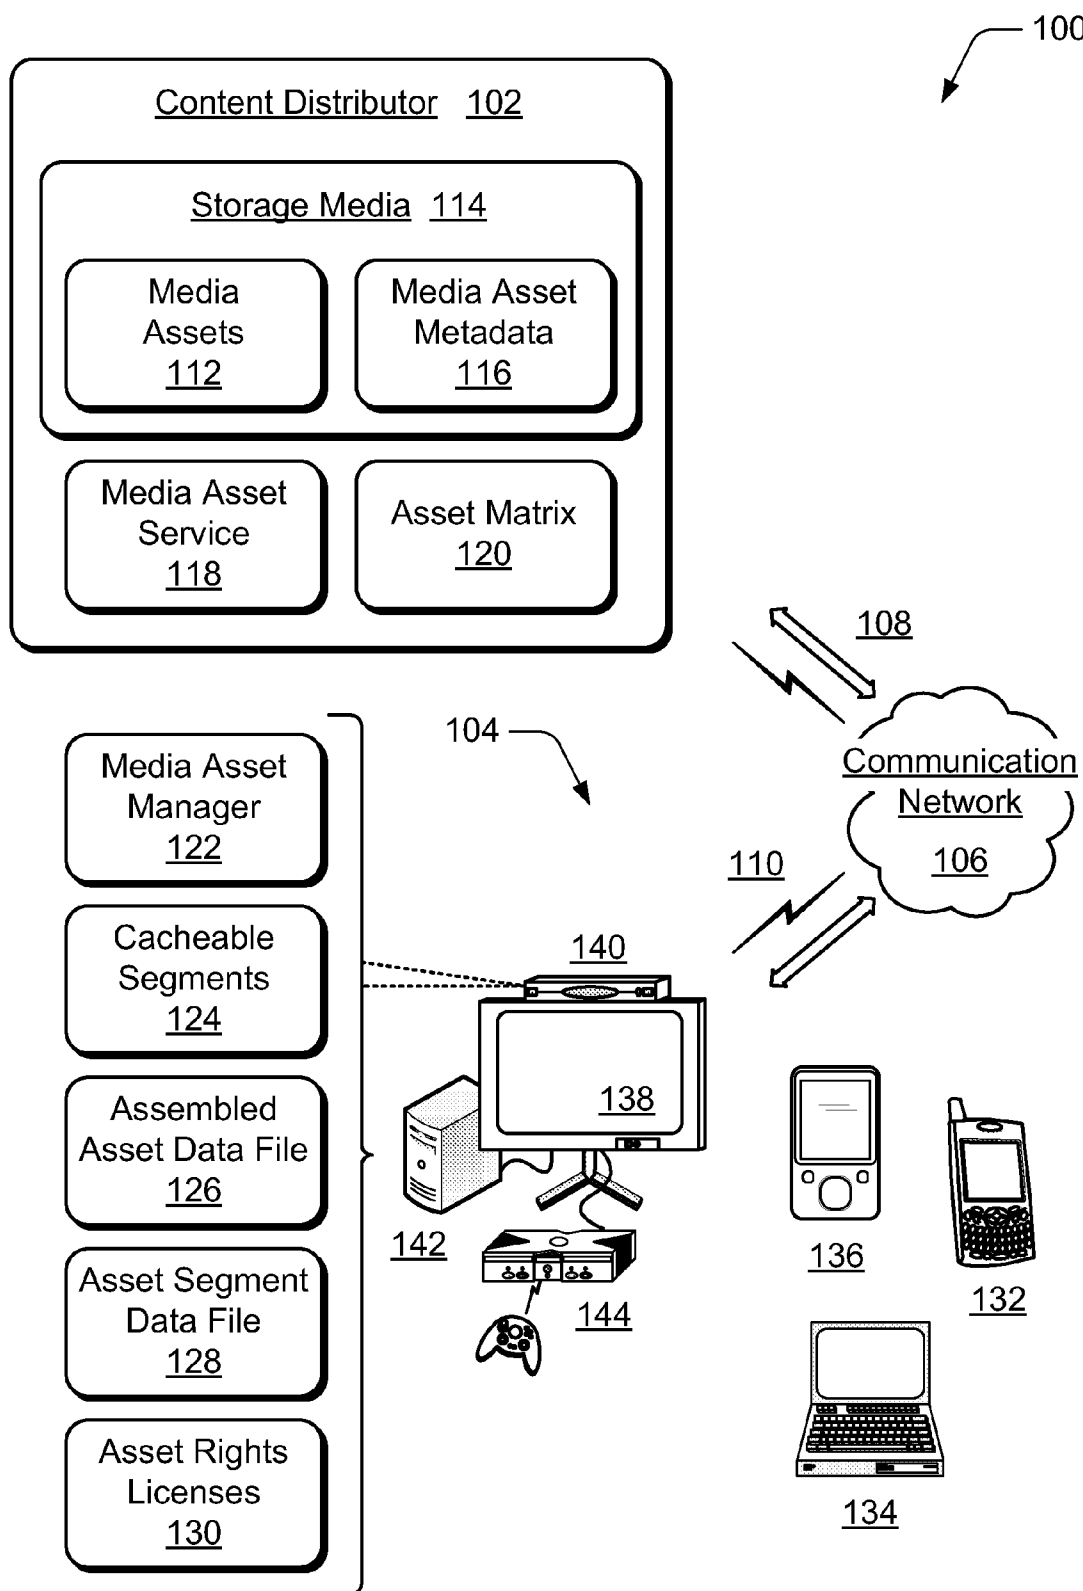 100
Content Distributor 102
Storage Media 114
Media
Assets
112
Media Asset
Metadata
116
Media Asset
Service
118
Asset Matrix
120
108
104
Communication
Network
106
110
Media Asset
Manager
122
Cacheable
Segments
124
Assembled
Asset Data File
126
Asset Segment
Data File
128
Asset Rights
Licenses
130
140
138
142
144
136
132
134